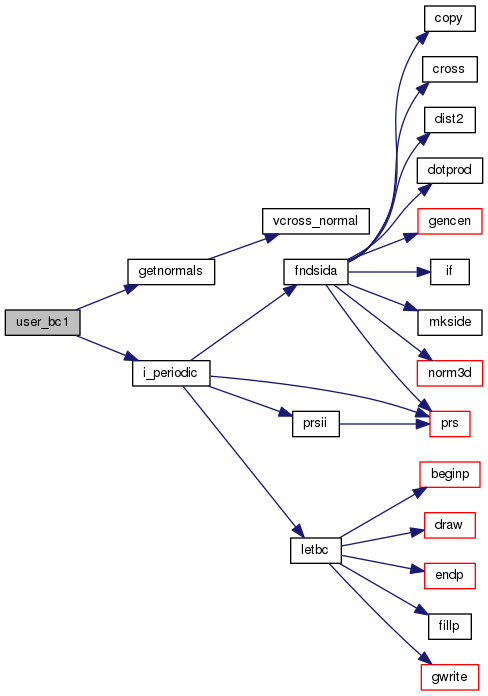 copy
cross
dist2
dotprod
gencen
vcross_normal
getnormals
fndsida
if
mkside
user_bc1
i_periodic
norm3d
prsii
prs
beginp
draw
letbc
endp
fillp
gwrite